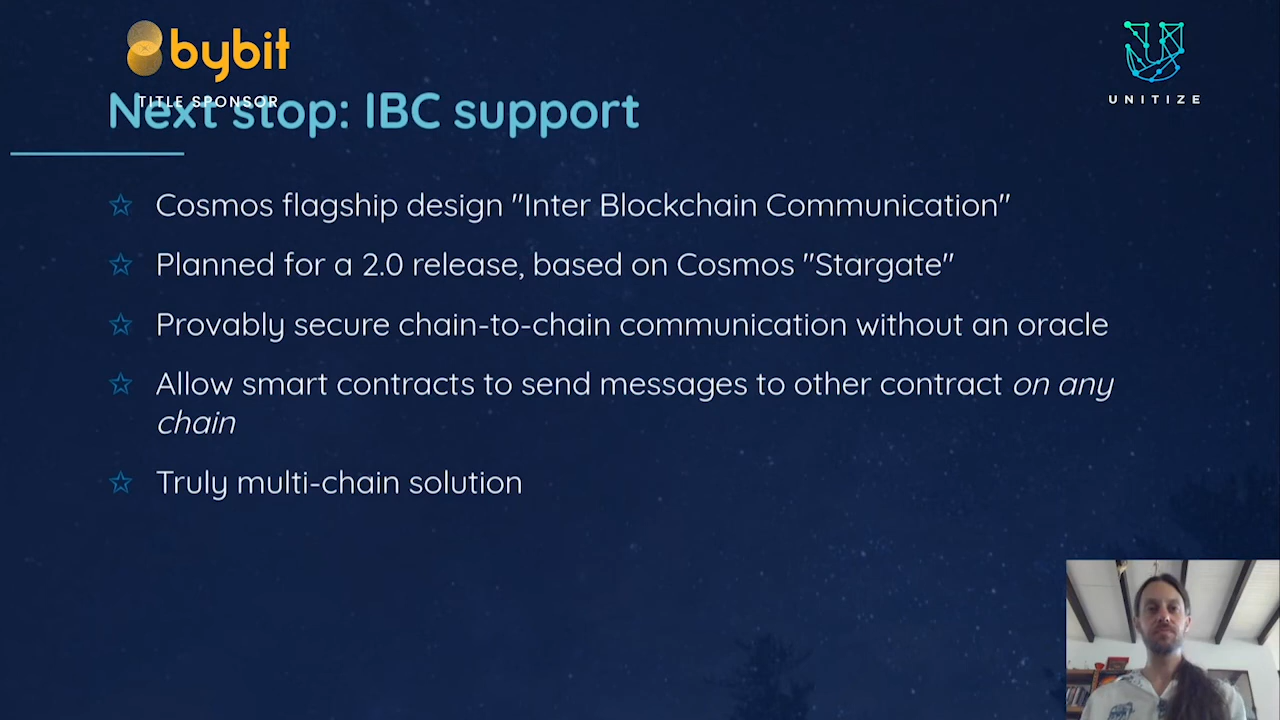 bybit
TITLE SPONSOR
UNITIZE
Next stop: IBC support
Cosmos flagship design "Inter Blockchain Communication"
Planned for a 2.0 release, based on Cosmos "Stargate"
Provably secure chain-to-chain communication without an oracle
Allow smart contracts to send messages to other contract on any
chain
Truly multi-chain solution